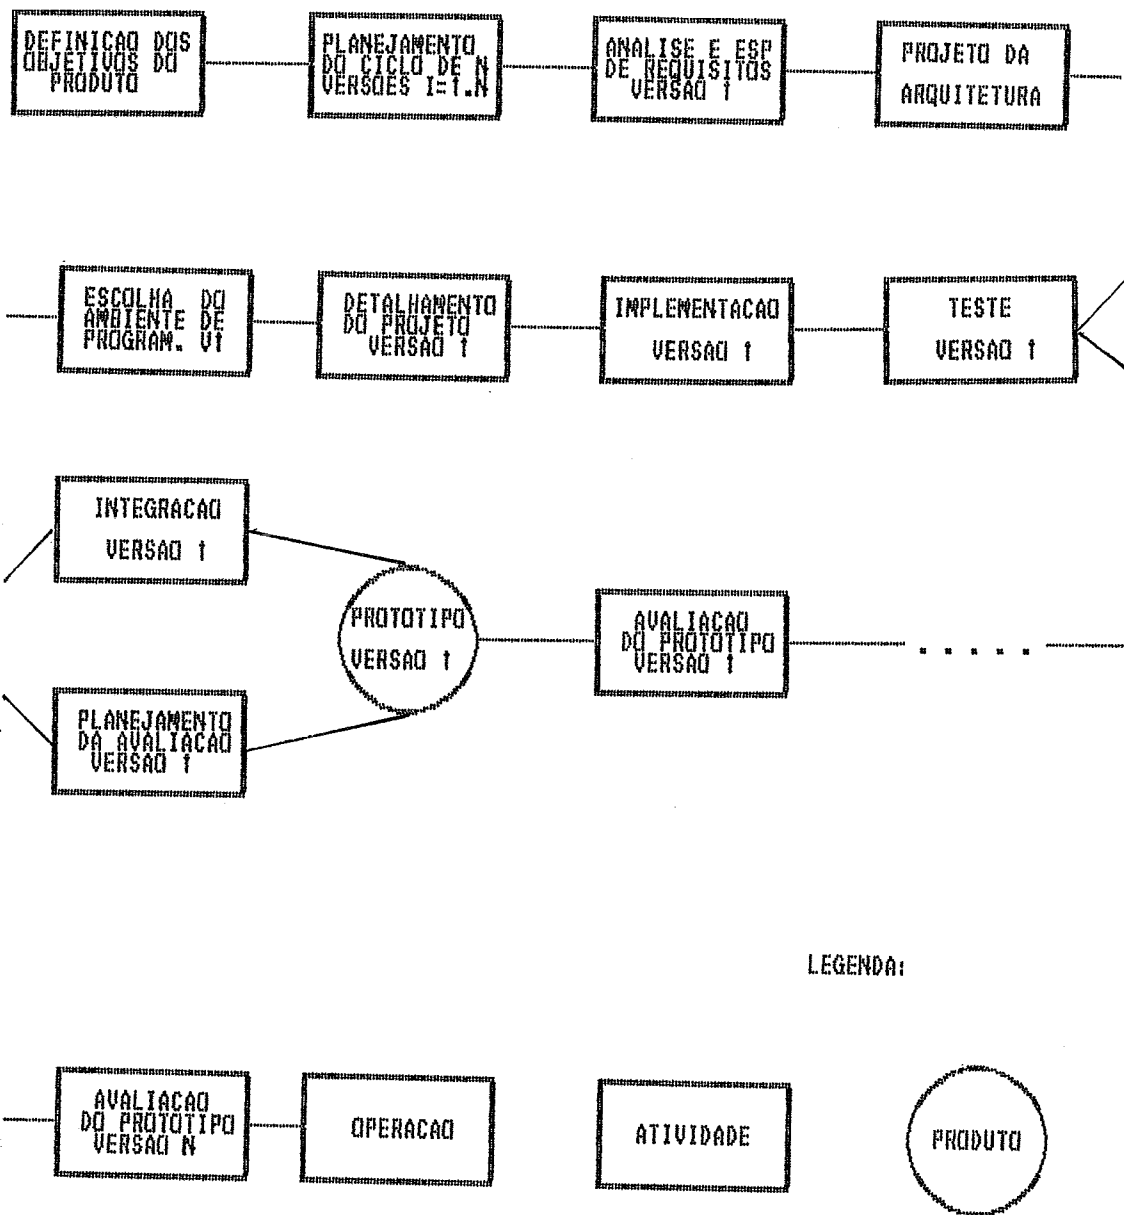 DEFINICAO DOS
OBJETIVOS DO
PRODUTO
PLANEJAMENTO
DO CICLO DE N
VERSOES I=1.N
ANALISE E ESP
DE REQUISITOS
VERSAO 1
PROJETO DA
ARQUITETURA
ESCOLHA DO
AMBIENTE DE
PROGRAM. V1
DETALHAMENTO
DO PROJETO
VERSAO 1
IMPLEMENTACAO
VERSAO 1
TESTE
VERSAO 1
INTEGRACAO
VERSAO 1
PROTOTIPO
VERSAO 1
AVALIACAO
DO PROTOTIPO
VERSAO 1
. . . . .
PLANEJAMENTO
DA AVALIACAO
VERSAO 1
LEGENDA:
AVALIACAO
DO PROTOTIPO
VERSAO N
OPERACAO
ATIVIDADE
PRODUTO